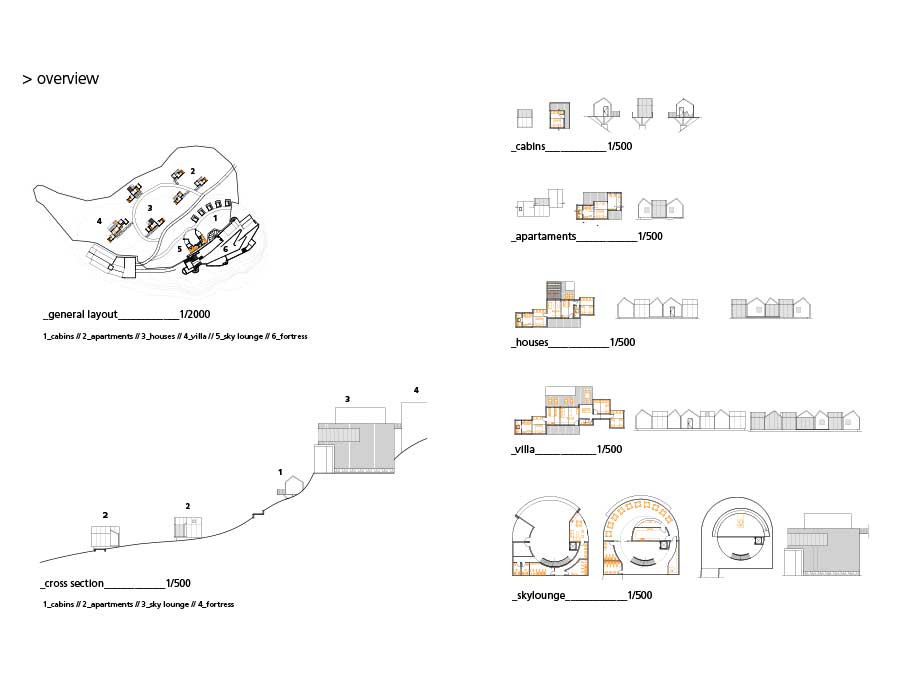 > overview
2
3
4
1
5
6
_general layout____________1/2000
1_cabins // 2_apartments // 3_houses // 4_villa // 5_sky lounge // 6_fortress
4
3
1
2
2
_cross section____________1/500
1_cabins // 2_apartments // 3_sky lounge // 4_fortress
_cabins____________1/500
_apartaments____________1/500
_houses____________1/500
_villa____________1/500
_skylounge____________1/500